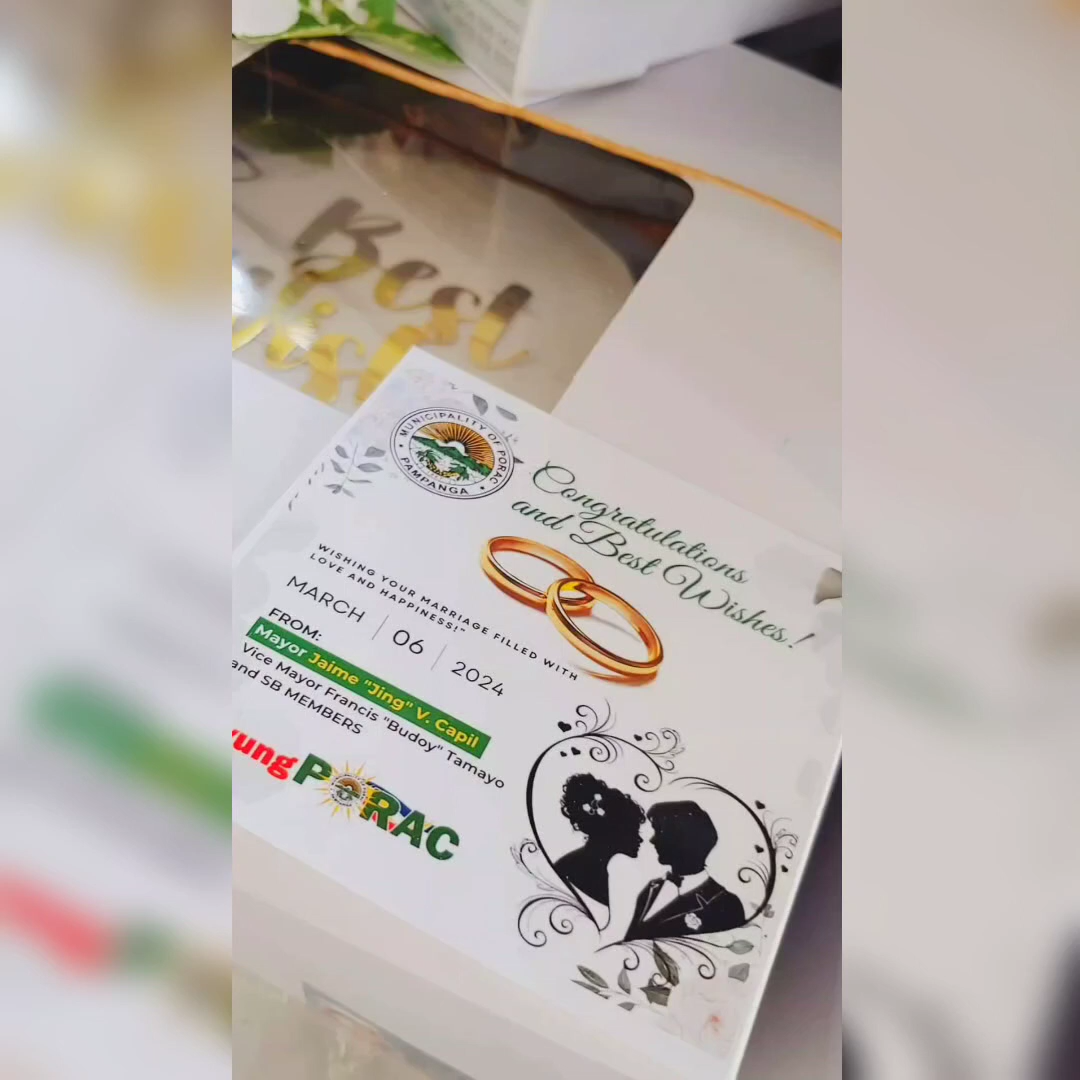 Best
MUNICIPALITY OF PORAC
PAMPANGA
Congratulations
and Best Wishes!
WISHING YOUR MARRIAGE FILLED WITH
LOVE AND HAPPINESS!"
MARCH | 06 | 2024
FROM:
Mayor Jaime "Jing" V. Capil
Vice Mayor Francis "Budoy" Tamayo
and SB MEMBERS
PORAC